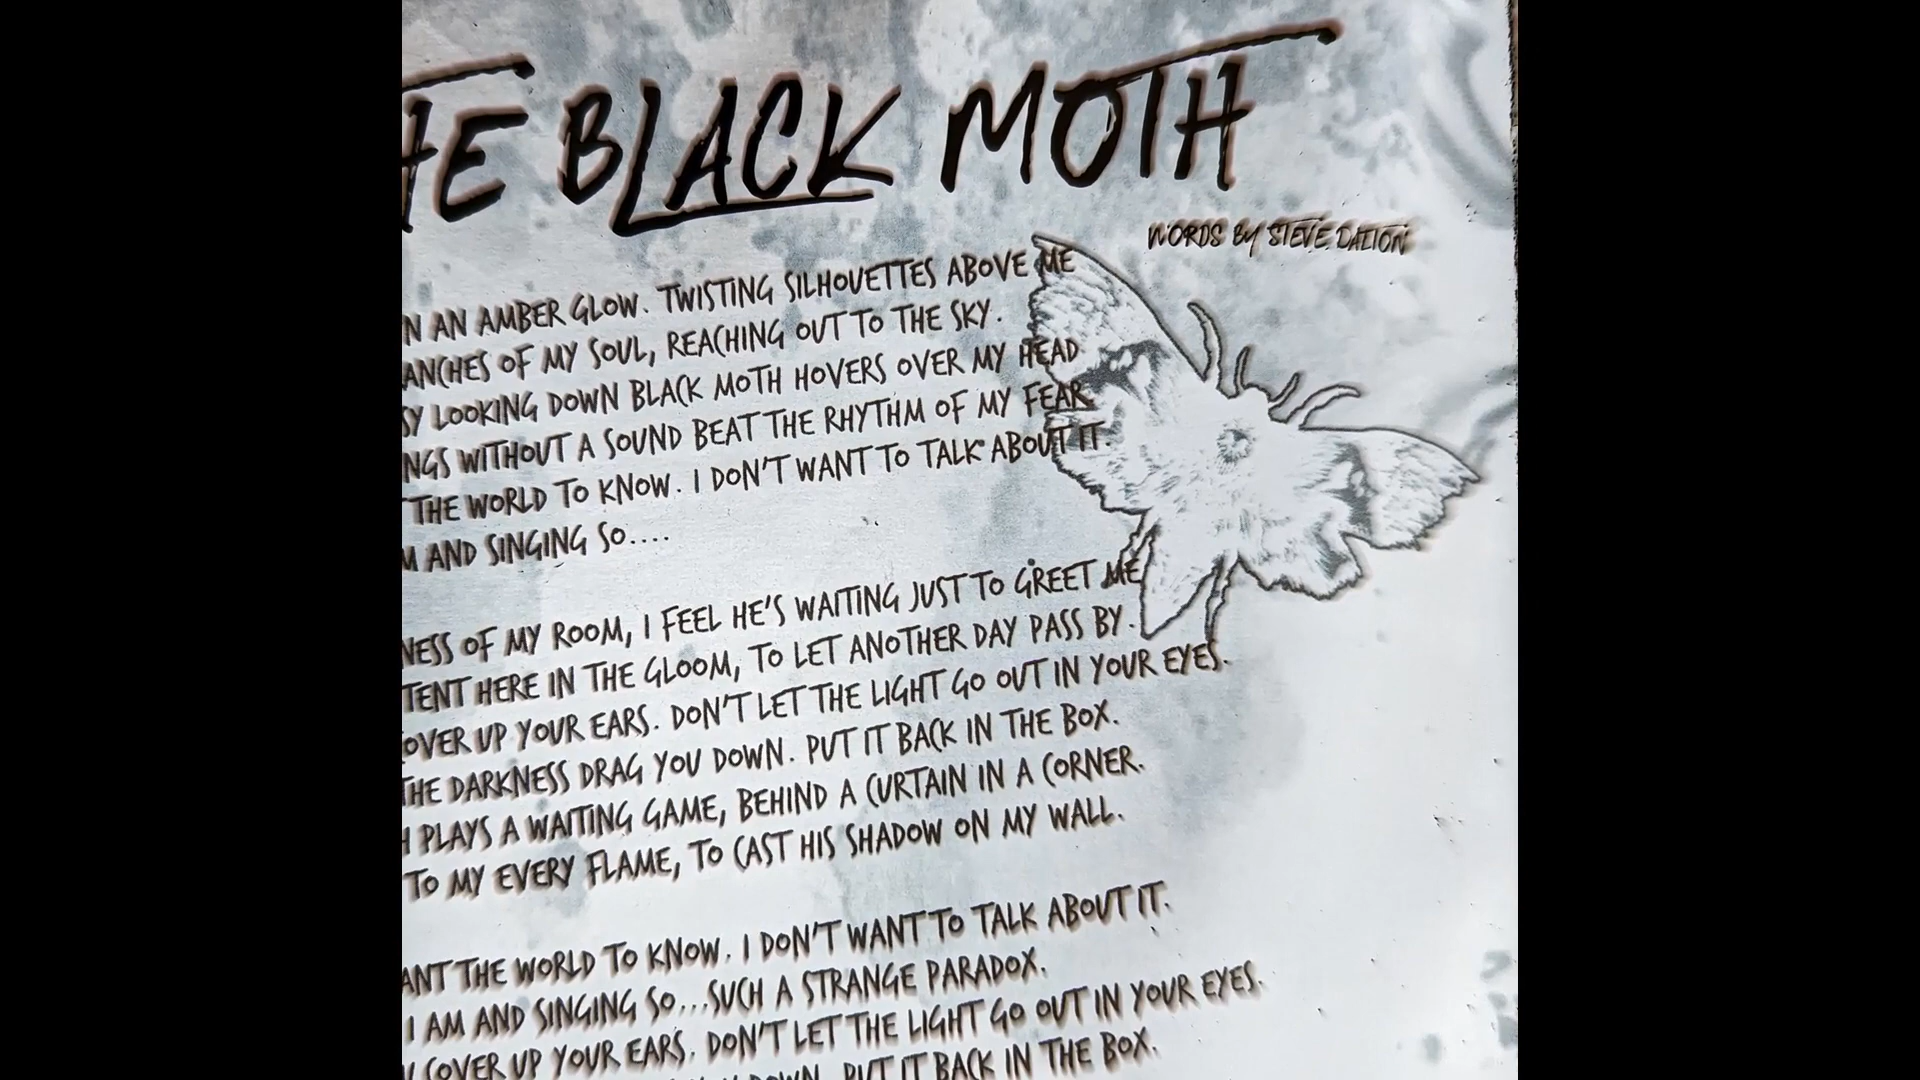 HE BLACK MOTH
WORDS BY STEVE DALTON
N AN AMBER GLOW. TWISTING SILHOUETTES ABOVE ME
ANCHES OF MY SOUL, REACHING OUT TO THE SKY.
SY LOOKING DOWN BLACK MOTH HOVERS OVER MY HEAD
NGS WITHOUT A SOUND BEAT THE RHYTHM OF MY FEAR
THE WORLD TO KNOW. I DON'T WANT TO TALK ABOUT IT.
M AND SINGING SO....
NESS OF MY ROOM, I FEEL HE'S WAITING JUST TO GREET ME
TENT HERE IN THE GLOOM, TO LET ANOTHER DAY PASS BY.
COVER UP YOUR EARS. DON'T LET THE LIGHT GO OUT IN YOUR EYES.
THE DARKNESS DRAG YOU DOWN. PUT IT BACK IN THE BOX.
H PLAYS A WAITING GAME, BEHIND A CURTAIN IN A CORNER.
TO MY EVERY FLAME, TO CAST HIS SHADOW ON MY WALL.
ANT THE WORLD TO KNOW. I DON'T WANT TO TALK ABOUT IT.
I AM AND SINGING SO...SUCH A STRANGE PARADOX.
U COVER UP YOUR EARS. DON'T LET THE LIGHT GO OUT IN YOUR EYES.
DOWN. PUT IT BACK IN THE BOX.